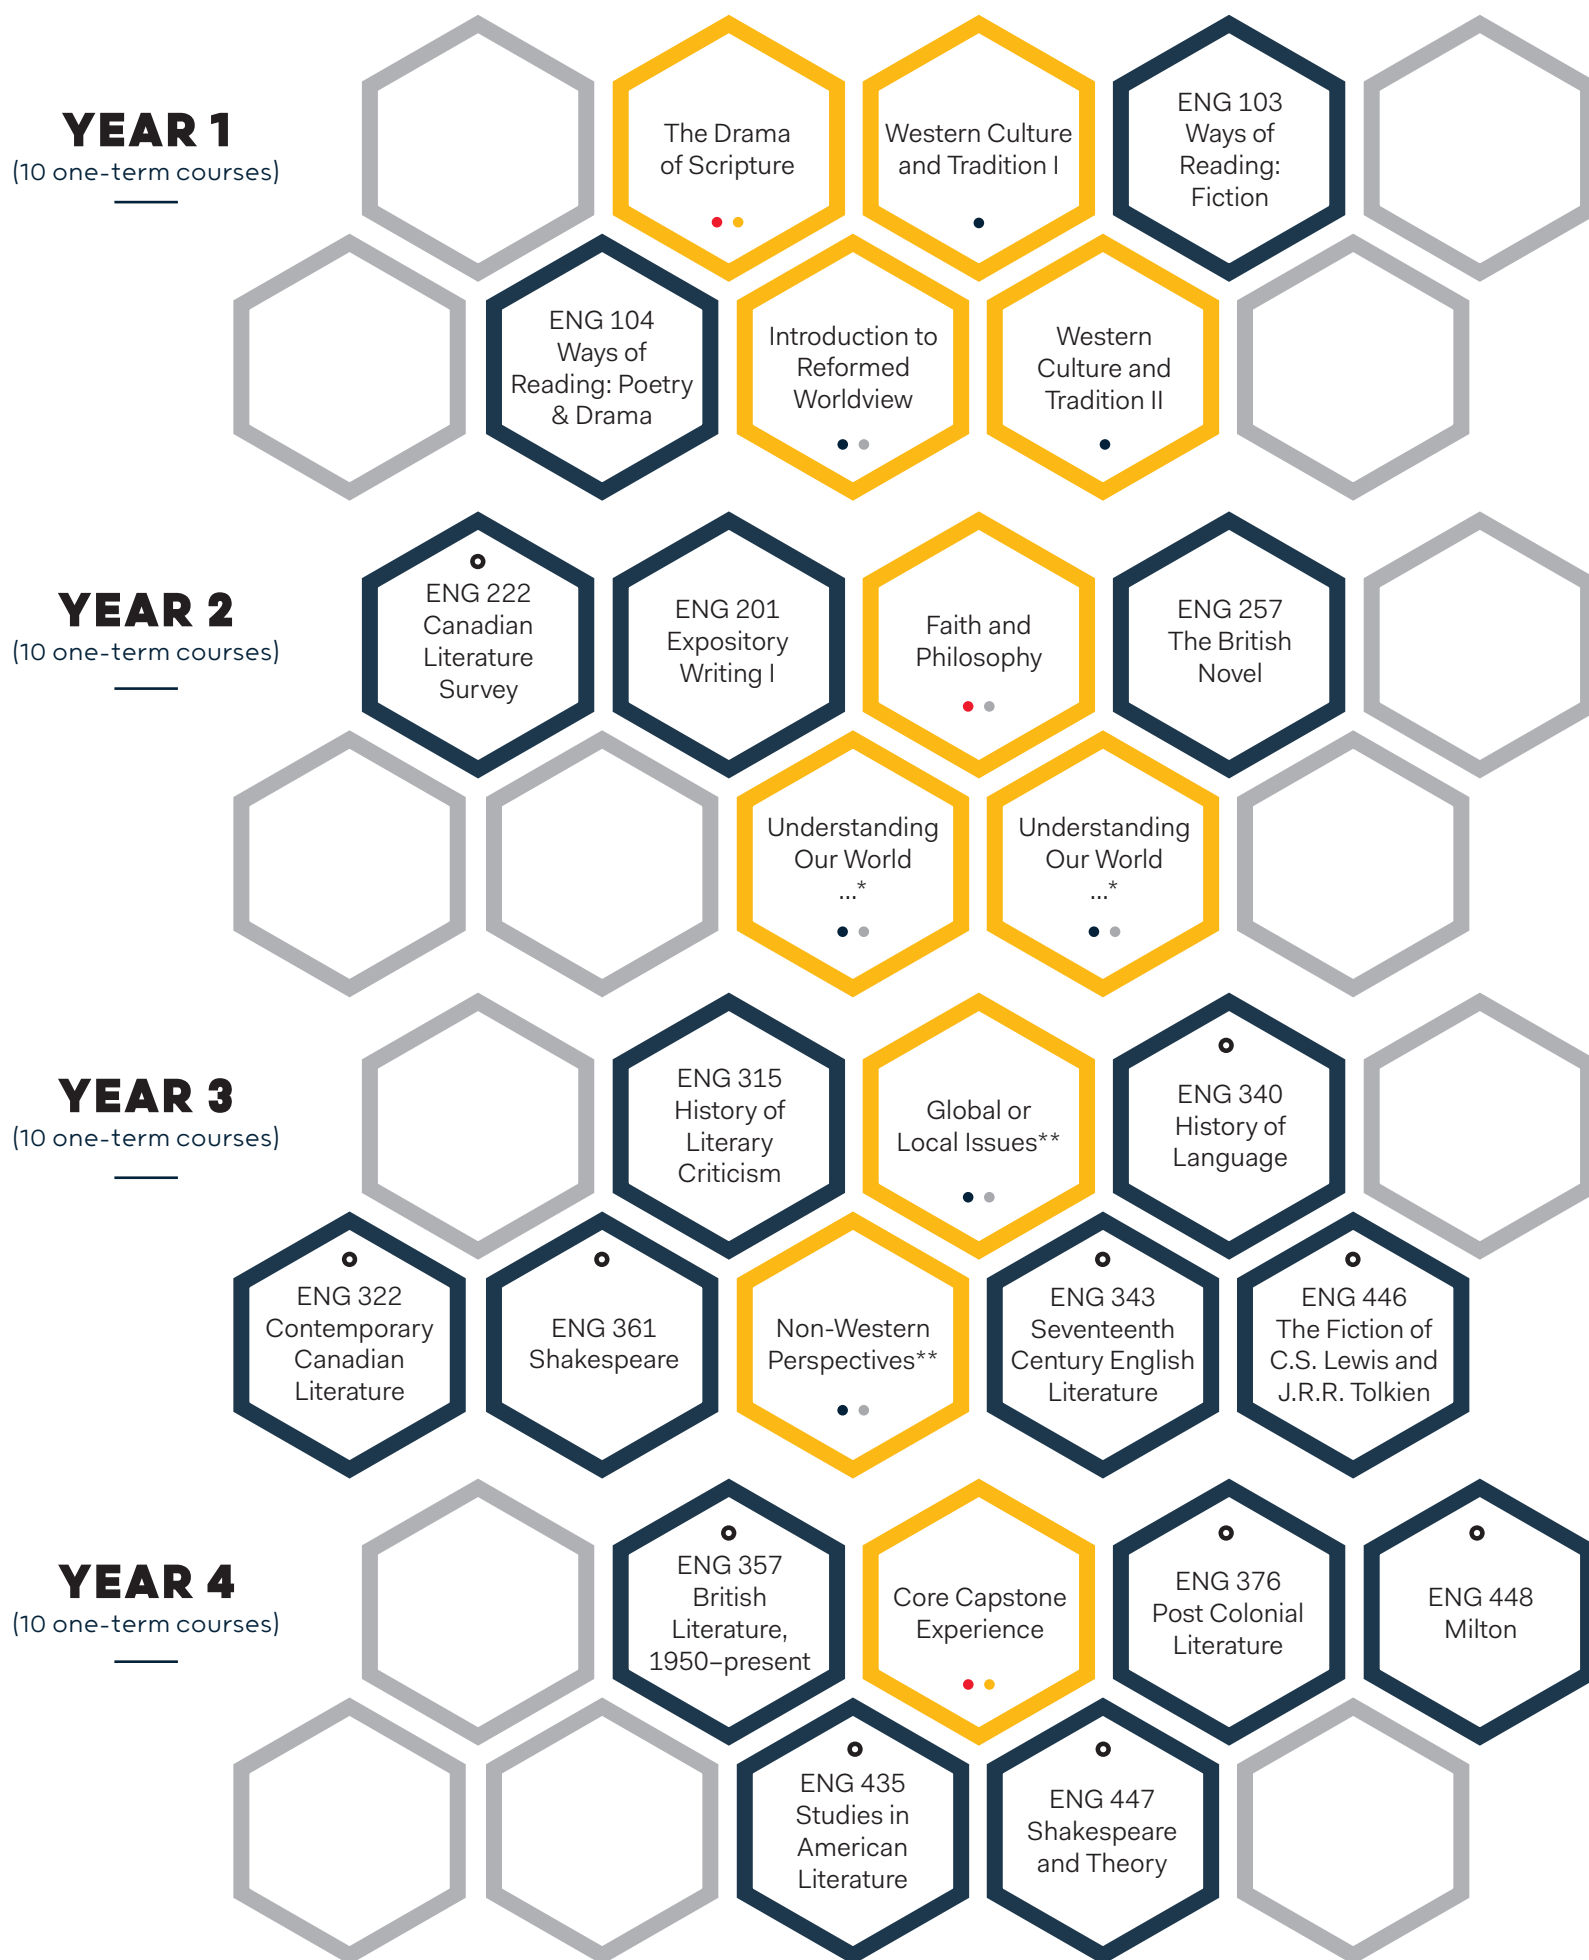 YEAR 1
(10 one-term courses)
The Drama
of Scripture
Western Culture
and Tradition I
ENG 103
Ways of
Reading:
Fiction
ENG 104
Ways of
Reading: Poetry
& Drama
Introduction to
Reformed
Worldview
Western
Culture and
Tradition II
YEAR 2
(10 one-term courses)
ENG 222
Canadian
Literature
Survey
ENG 201
Expository
Writing I
Faith and
Philosophy
ENG 257
The British
Novel
Understanding
Our World
...*
Understanding
Our World
...*
YEAR 3
(10 one-term courses)
ENG 315
History of
Literary
Criticism
Global or
Local Issues**
ENG 340
History of
Language
ENG 322
Contemporary
Canadian
Literature
ENG 361
Shakespeare
Non-Western
Perspectives**
ENG 343
Seventeenth
Century English
Literature
ENG 446
The Fiction of
C.S. Lewis and
J.R.R. Tolkien
YEAR 4
(10 one-term courses)
ENG 357
British
Literature,
1950–present
Core Capstone
Experience
ENG 376
Post Colonial
Literature
ENG 448
Milton
ENG 435
Studies in
American
Literature
ENG 447
Shakespeare
and Theory